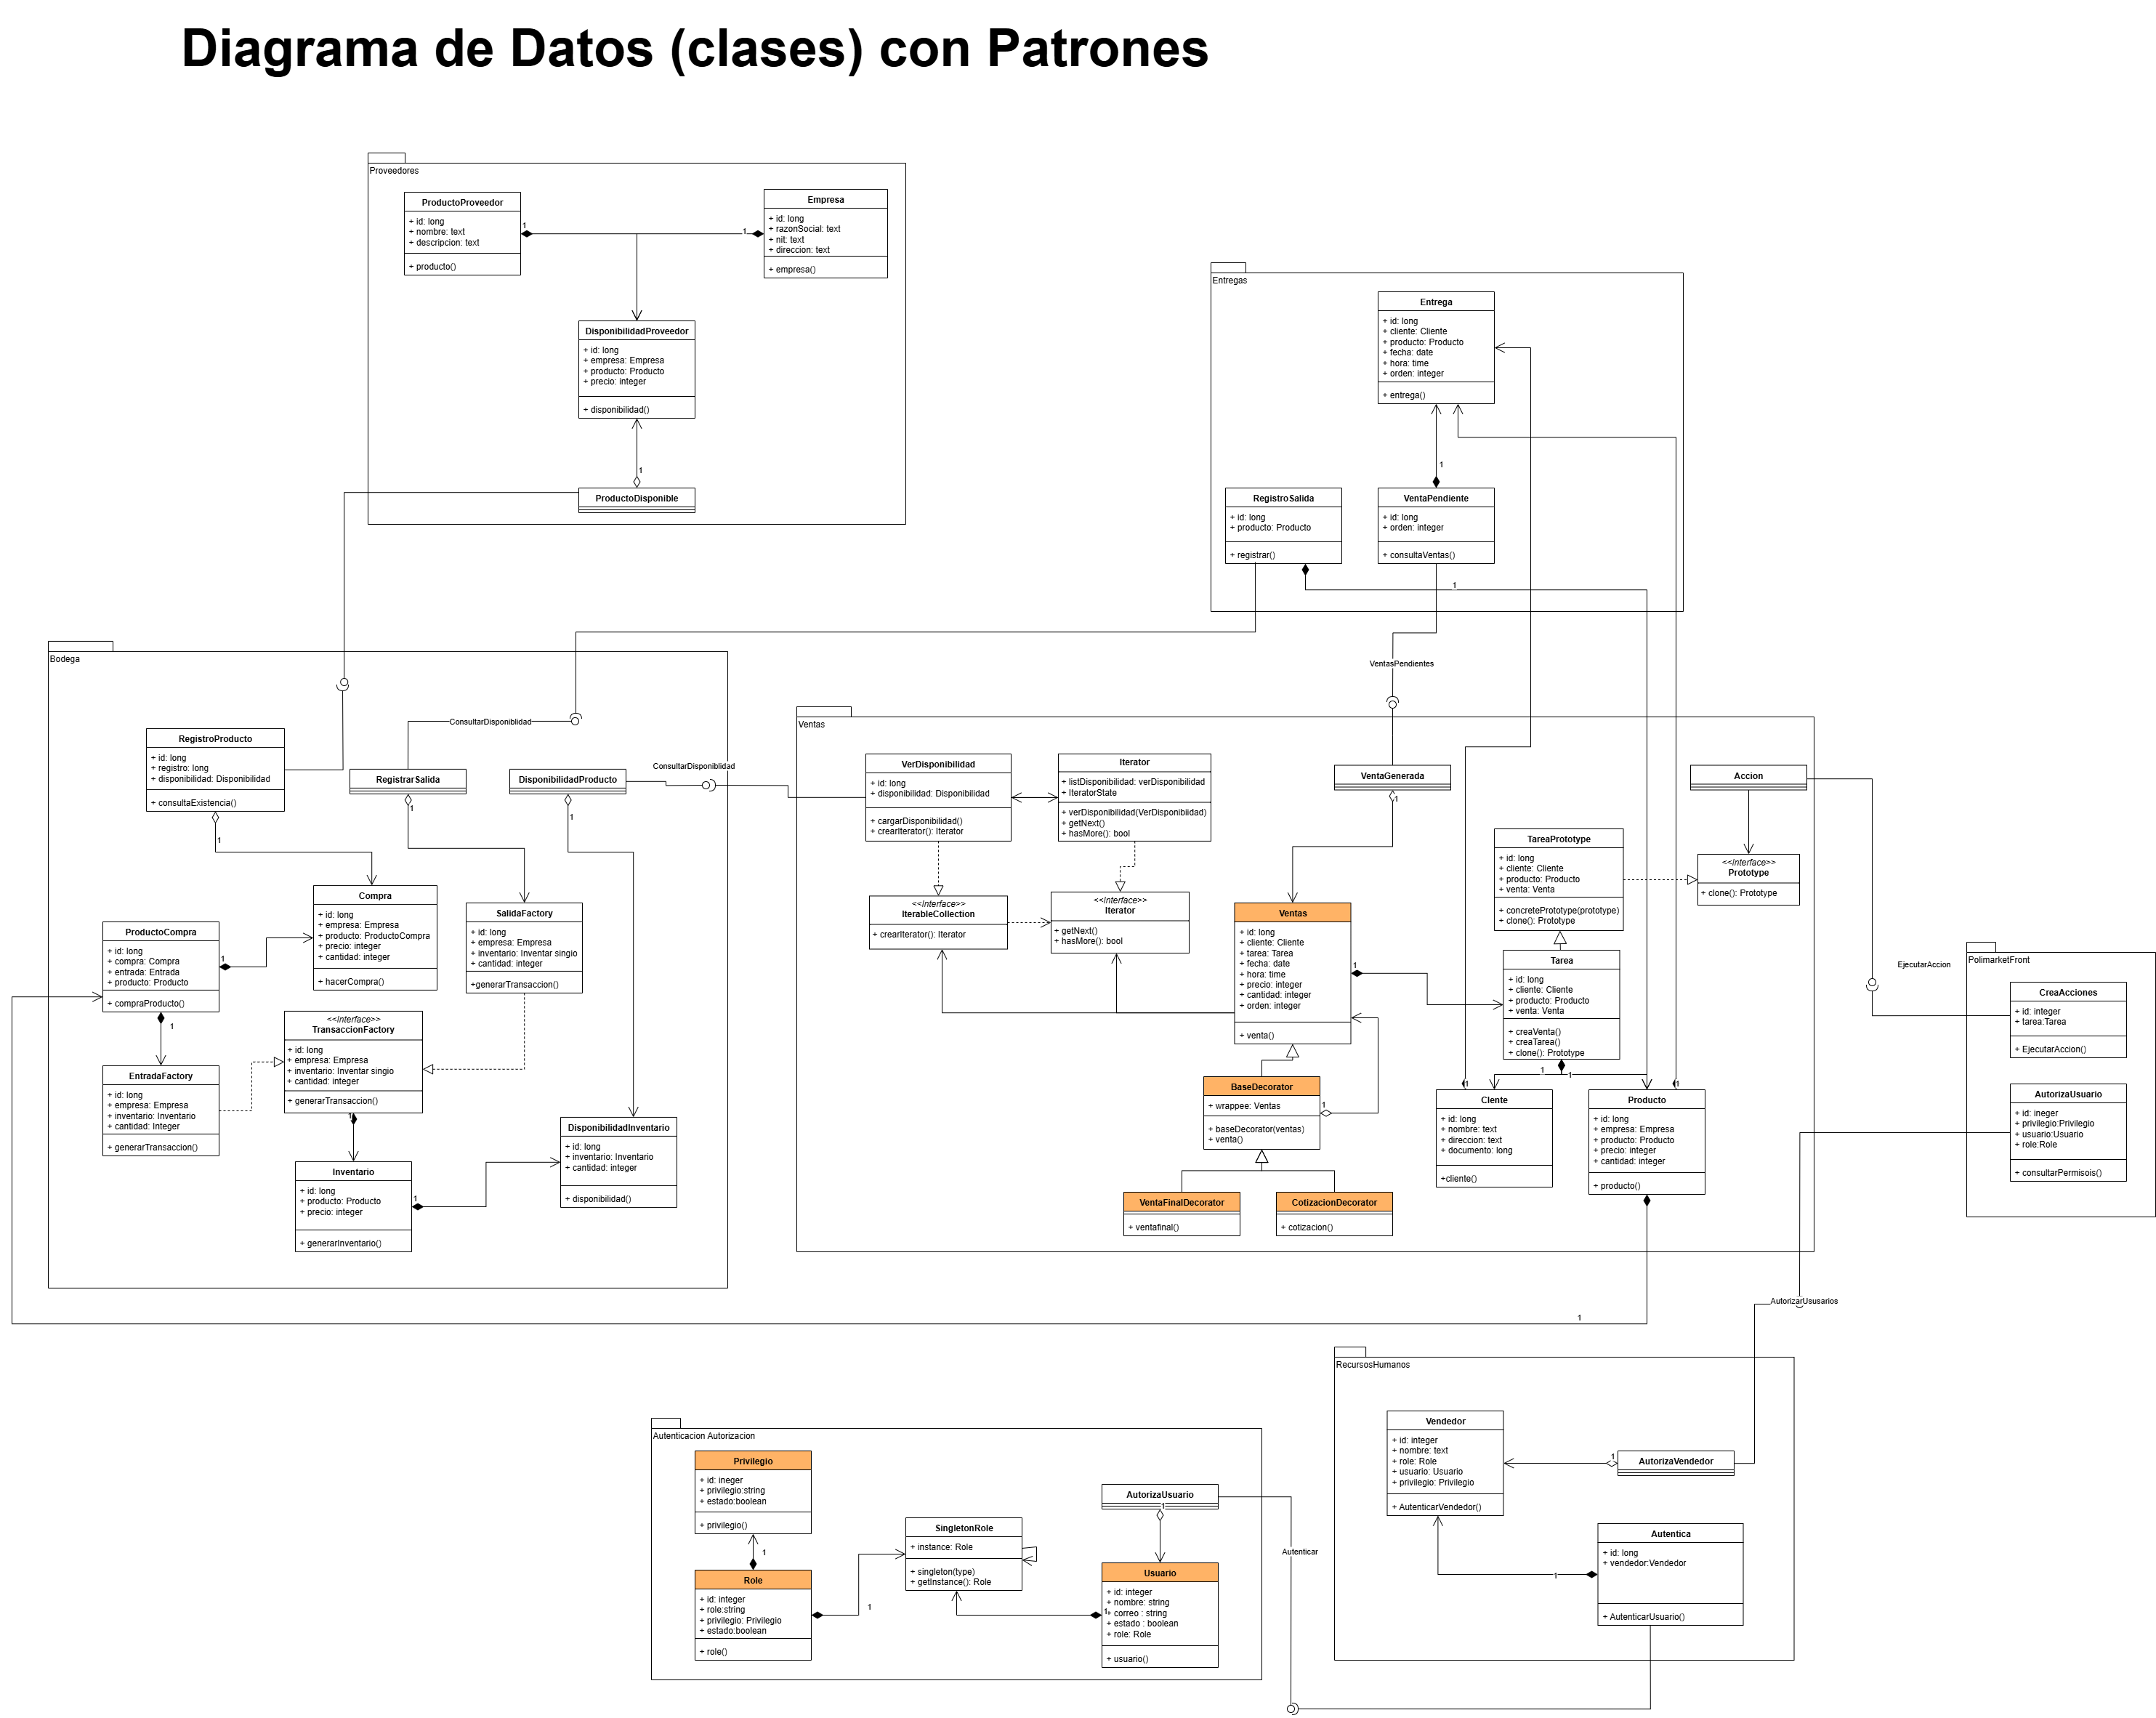 Diagrama de Datos (clases) con Patrones
Proveedores
ProductoProveedor
+ id: long
+ nombre: text
+ descripcion: text
+ producto()
1
1
Empresa
+ id: long
+ razonSocial: text
+ nit: text
+ direccion: text
+ empresa()
DisponibilidadProveedor
+ id: long
+ empresa: Empresa
+ producto: Producto
+ precio: integer
+ disponibilidad()
1
ProductoDisponible
Entregas
Entrega
+ id: long
+ cliente: Cliente
+ producto: Producto
+ fecha: date
+ hora: time
+ orden: integer
+ entrega()
1
RegistroSalida
+ id: long
+ producto: Producto
+ registrar()
VentaPendiente
+ id: long
+ orden: integer
+ consultaVentas()
1
VentasPendientes
Bodega
ConsultarDisponiblidad
RegistroProducto
+ id: long
+ registro: long
+ disponibilidad: Disponibilidad
+ consultaExistencia()
1
RegistrarSalida
1
DisponibilidadProducto
1
ConsultarDisponiblidad
Compra
+ id: long
+ empresa: Empresa
+ producto: ProductoCompra
+ precio: integer
+ cantidad: integer
+ hacerCompra()
SalidaFactory
+ id: long
+ empresa: Empresa
+ inventario: Inventar singio
+ cantidad: integer
+generarTransaccion()
ProductoCompra
+ id: long
+ compra: Compra
+ entrada: Entrada
+ producto: Producto
+ compraProducto()
1
1
<<Interface>>
TransaccionFactory
+ id: long
+ empresa: Empresa
+ inventario: Inventar singio
+ cantidad: integer
+ generarTransaccion()
1
EntradaFactory
+ id: long
+ empresa: Empresa
+ inventario: Inventario
+ cantidad: Integer
+ generarTransaccion()
Inventario
+ id: long
+ producto: Producto
+ precio: integer
+ generarInventario()
1
DisponibilidadInventario
+ id: long
+ inventario: Inventario
+ cantidad: integer
+ disponibilidad()
Ventas
VerDisponibilidad
+ id: long
+ disponibilidad: Disponibilidad
+ cargarDisponibilidad()
+ crearIterator(): Iterator
Iterator
+ listDisponibilidad: verDisponibilidad
+ IteratorState
+ verDisponibilidad(VerDisponibiidad)
+ getNext()
+ hasMore(): bool
<<Interface>>
IterableCollection
+ crearIterator(): Iterator
<<Interface>>
Iterator
+ getNext()
+ hasMore(): bool
VentaGenerada
1
Ventas
+ id: long
+ cliente: Cliente
+ tarea: Tarea
+ fecha: date
+ hora: time
+ precio: integer
+ cantidad: integer
+ orden: integer
+ venta()
1
BaseDecorator
+ wrappee: Ventas
+ baseDecorator(ventas)
+ venta()
1
VentaFinalDecorator
+ ventafinal()
CotizacionDecorator
+ cotizacion()
Accion
TareaPrototype
+ id: long
+ cliente: Cliente
+ producto: Producto
+ venta: Venta
+ concretePototype(prototype)
+ clone(): Prototype
<<Interface>>
Prototype
+ clone(): Prototype
Tarea
+ id: long
+ cliente: Cliente
+ producto: Producto
+ venta: Venta
+ creaVenta()
+ creaTarea()
+ clone(): Prototype
1
1
1
1
Clente
+ id: long
+ nombre: text
+ direccion: text
+ documento: long
+cliente()
Producto
+ id: long
+ empresa: Empresa
+ producto: Producto
+ precio: integer
+ cantidad: integer
+ producto()
1
EjecutarAccion
PolimarketFront
CreaAcciones
+ id: integer
+ tarea:Tarea
+ EjecutarAccion()
AutorizaUsuario
+ id: ineger
+ privilegio:Privilegio
+ usuario:Usuario
+ role:Role
+ consultarPermisois()
AutorizarUsusarios
RecursosHumanos
Vendedor
+ id: integer
+ nombre: text
+ role: Role
+ usuario: Usuario
+ privilegio: Privilegio
+ AutenticarVendedor()
1
AutorizaVendedor
Autentica
+ id: long
+ vendedor:Vendedor
+ AutenticarUsuario()
1
Autenticar
Autenticacion Autorizacion
Privilegio
+ id: ineger
+ privilegio:string
+ estado:boolean
+ privilegio()
1
Role
+ id: integer
+ role:string
+ privilegio: Privilegio
+ estado:boolean
+ role()
1
SingletonRole
+ instance: Role
+ singleton(type)
+ getInstance(): Role
AutorizaUsuario
1
Usuario
+ id: integer
+ nombre: string
+ correo : string
+ estado : boolean
+ role: Role
+ usuario()
1